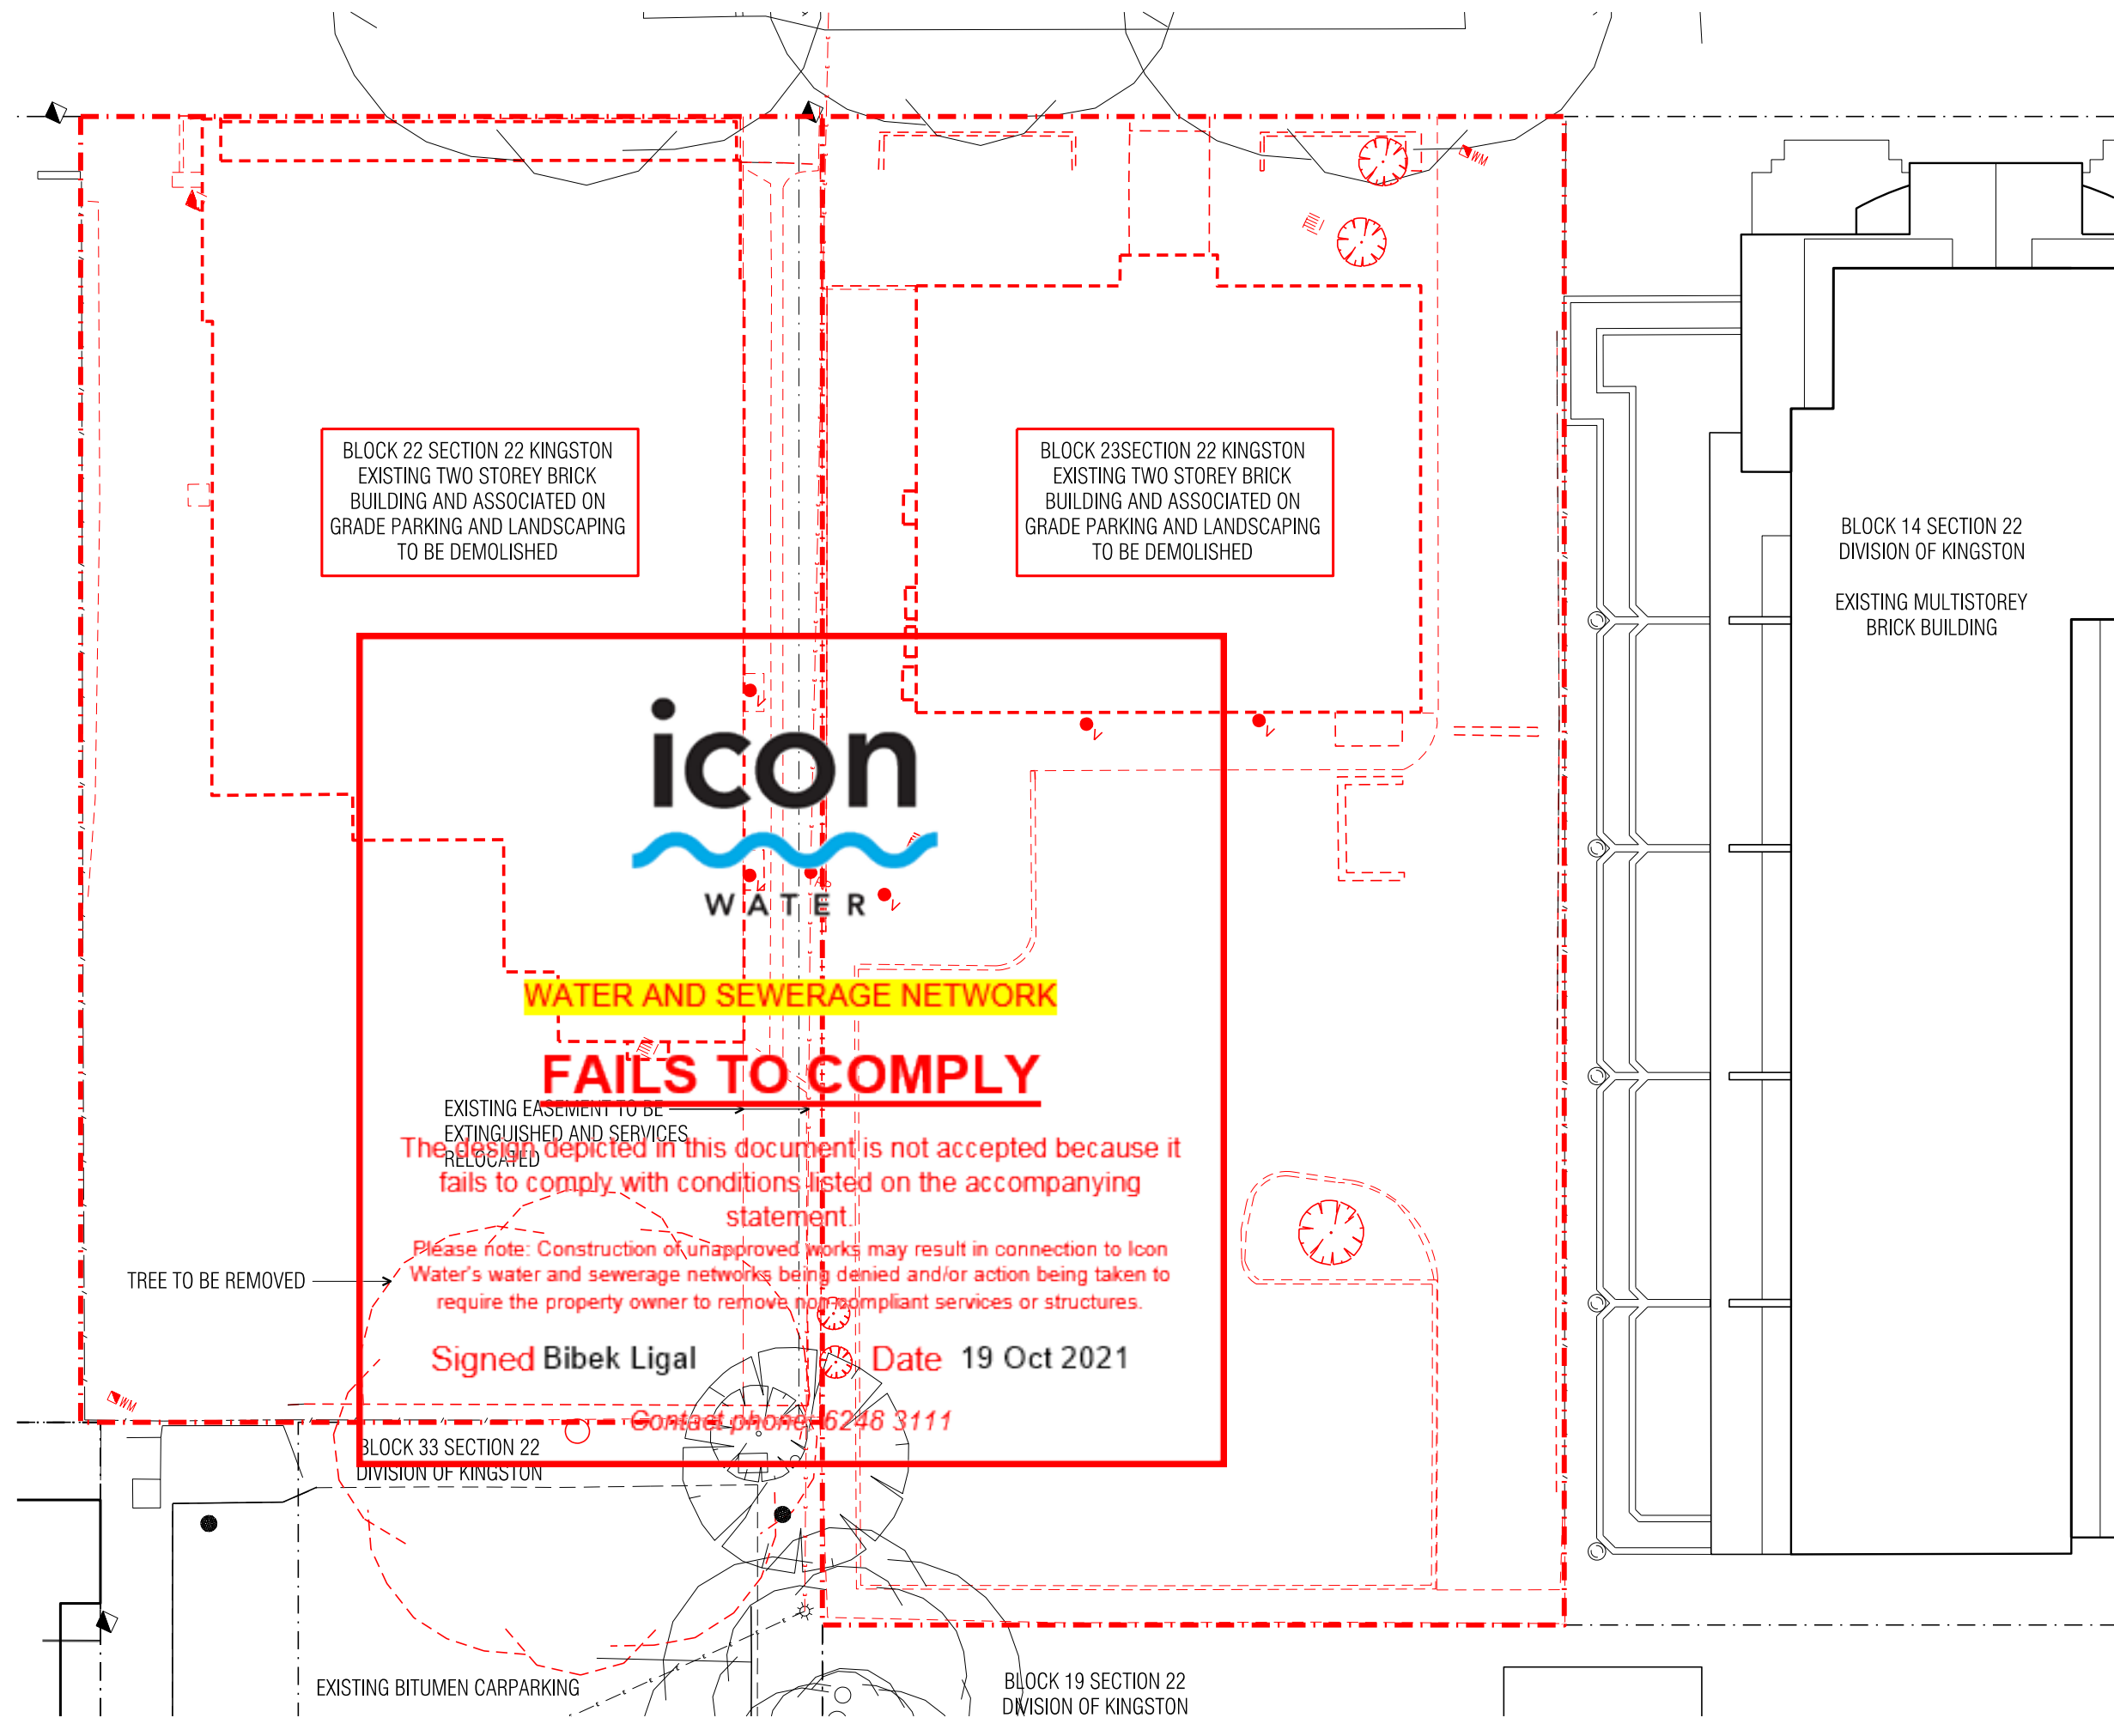 WM
BLOCK 22 SECTION 22 KINGSTON
EXISTING TWO STOREY BRICK
BUILDING AND ASSOCIATED ON
GRADE PARKING AND LANDSCAPING
TO BE DEMOLISHED
BLOCK 23SECTION 22 KINGSTON
EXISTING TWO STOREY BRICK
BUILDING AND ASSOCIATED ON
GRADE PARKING AND LANDSCAPING
TO BE DEMOLISHED
BLOCK 14 SECTION 22
DIVISION OF KINGSTON
EXISTING MULTISTOREY
BRICK BUILDING
V
V
V
icon
V
V
WATER
WATER AND SEWERAGE NETWORK
FAILS TO COMPLY
EXISTING EASEMENT TO BE
EXTINGUISHED AND SERVICES
RELOCATED
The design depicted in this document is not accepted because it
fails to comply with conditions listed on the accompanying
statement.
Please note: Construction of unapproved works may result in connection to Icon
Water's water and sewerage networks being denied and/or action being taken to
require the property owner to remove non-compliant services or structures.
TREE TO BE REMOVED
Signed Bibek Ligal Date 19 Oct 2021
WM
Contact phone: 6248 3111
BLOCK 33 SECTION 22
DIVISION OF KINGSTON
EXISTING BITUMEN CARPARKING
BLOCK 19 SECTION 22
DIVISION OF KINGSTON